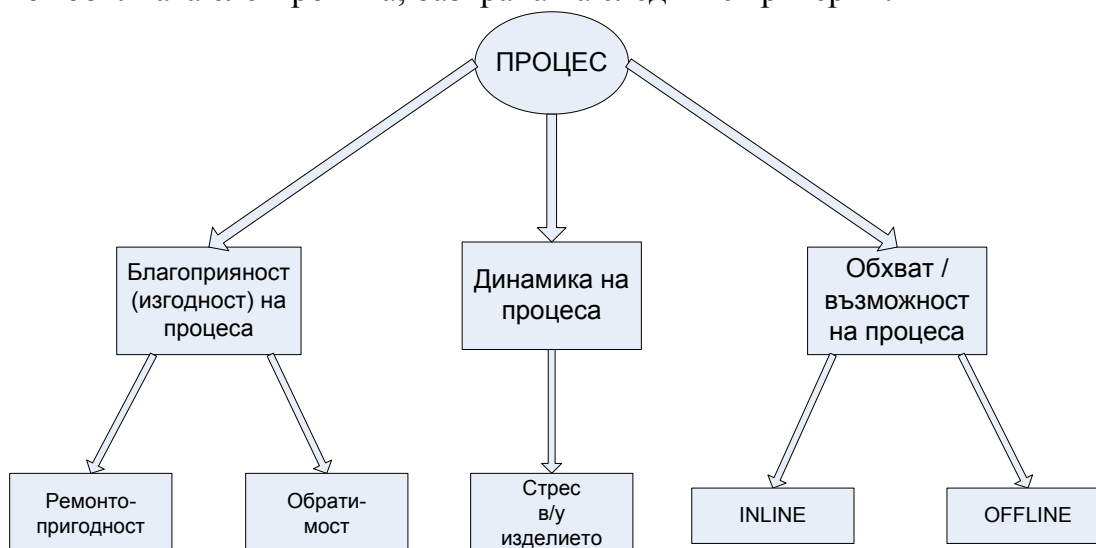 ПРОЦЕС
Благоприяност
(изгодност) на
процеса
Динамика на
процеса
Обхват /
възможност
на процеса
Ремонто-
пригодност
Обрати-
мост
Стрес
в/у
изделието
INLINE
OFFLINE